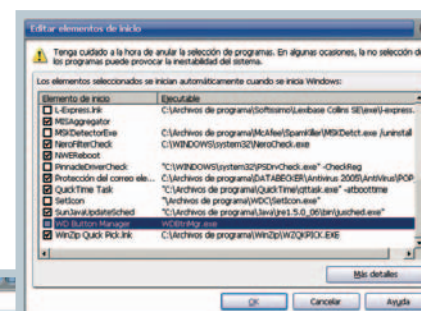 Editar elementos de inicio
Tenga cuidado a la hora de anular la selección de programas. En algunas ocasiones, la no selección de
los programas puede provocar la inestabilidad del sistema.
Los elementos seleccionados se inician automáticamente cuando se inicia Windows:
Elemento de inicio Ejecutable
L-Express.lnk C:\Archivos de programa\Softissimo\Lexibase Collins SE\exe\l-express.
MISAggregator
MSKDetectorExe C:\Archivos de programa\McAfee\SpamKiller\MSKDetct.exe /uninstall
NeroFilterCheck C:\WINDOWS\system32\NeroCheck.exe
NWEReboot
PinnacleDriverCheck "C:\WINDOWS\system32\PSDrvCheck.exe" -CheckReg
Protección del correo ele... C:\Archivos de programa\DATABECKER\Antivirus 2005\AntiVirus\POP
QuickTime Task "C:\Archivos de programa\QuickTime\qttask.exe" -atboottime
SetIcon "\Archivos de programa\WDC\SetIcon.exe"
SunJavaUpdateSched "C:\Archivos de programa\Java\jre1.5.0_06\bin\jusched.exe"
WD Button Manager WDBtnMgr.exe
WinZip Quick Pick.lnk C:\Archivos de programa\WinZip\WZQKPICK.EXE
Más detalles
OK Cancelar Ayuda